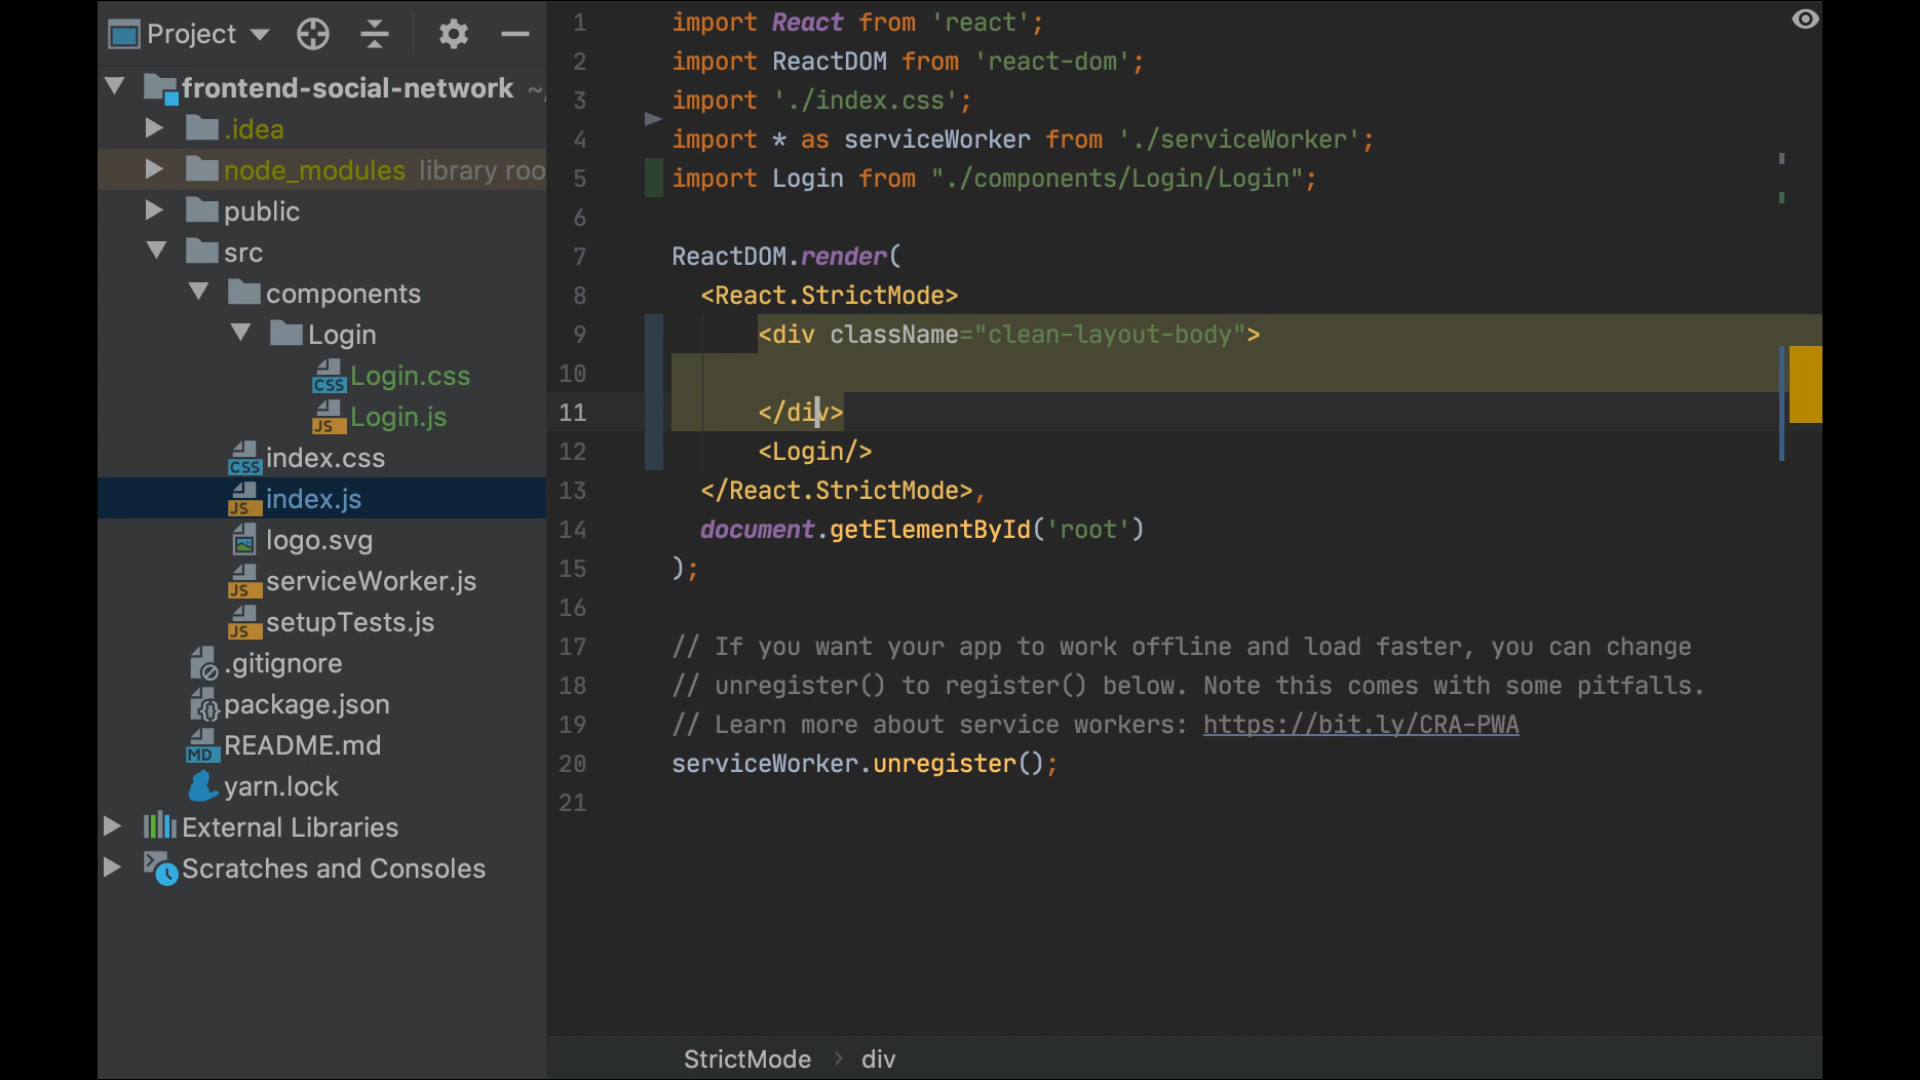 Project
frontend-social-network ~/
.idea
node_modules library roo
public
src
components
Login
CSS Login.css
JS Login.js
CSS index.css
JS index.js
logo.svg
JS serviceWorker.js
JS setupTests.js
.gitignore
package.json
MD README.md
yarn.lock
External Libraries
Scratches and Consoles
1 import React from 'react';
2 import ReactDOM from 'react-dom';
3 import './index.css';
4 import * as serviceWorker from './serviceWorker';
5 import Login from "./components/Login/Login";
6
7 ReactDOM.render(
8 <React.StrictMode>
9 <div className="clean-layout-body">
10
11 </div>
12 <Login/>
13 </React.StrictMode>,
14 document.getElementById('root')
15 );
16
17 // If you want your app to work offline and load faster, you can change
18 // unregister() to register() below. Note this comes with some pitfalls.
19 // Learn more about service workers: https://bit.ly/CRA-PWA
20 serviceWorker.unregister();
21
StrictMode › div